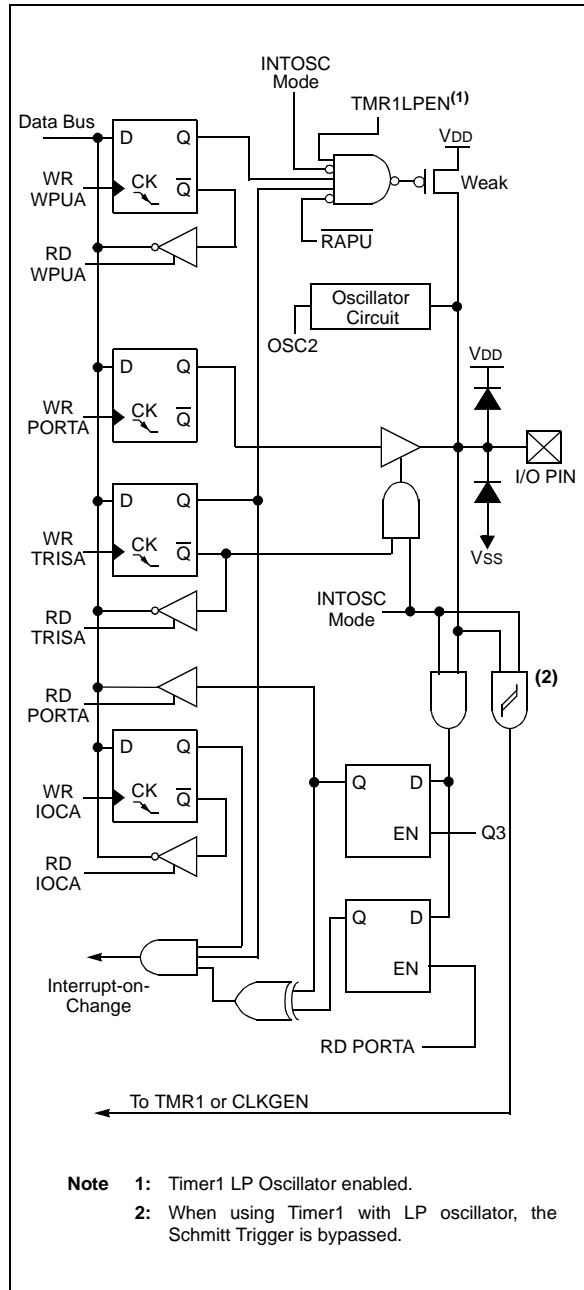 INTOSC
Mode
TMR1LPEN(1)
Data Bus
VDD
D Q
WR
WPUA
CK Q
Weak
RAPU
RD
WPUA
Oscillator
Circuit
OSC2
VDD
D Q
WR
PORTA
CK Q
I/O PIN
D Q
WR
TRISA
CK Q
VSS
INTOSC
Mode
RD
TRISA
(2)
RD
PORTA
D Q
WR
IOCA
CK Q
Q D
EN
Q3
RD
IOCA
Q D
EN
Interrupt-on-
Change
RD PORTA
To TMR1 or CLKGEN
Note 1: Timer1 LP Oscillator enabled.
2: When using Timer1 with LP oscillator, the
Schmitt Trigger is bypassed.